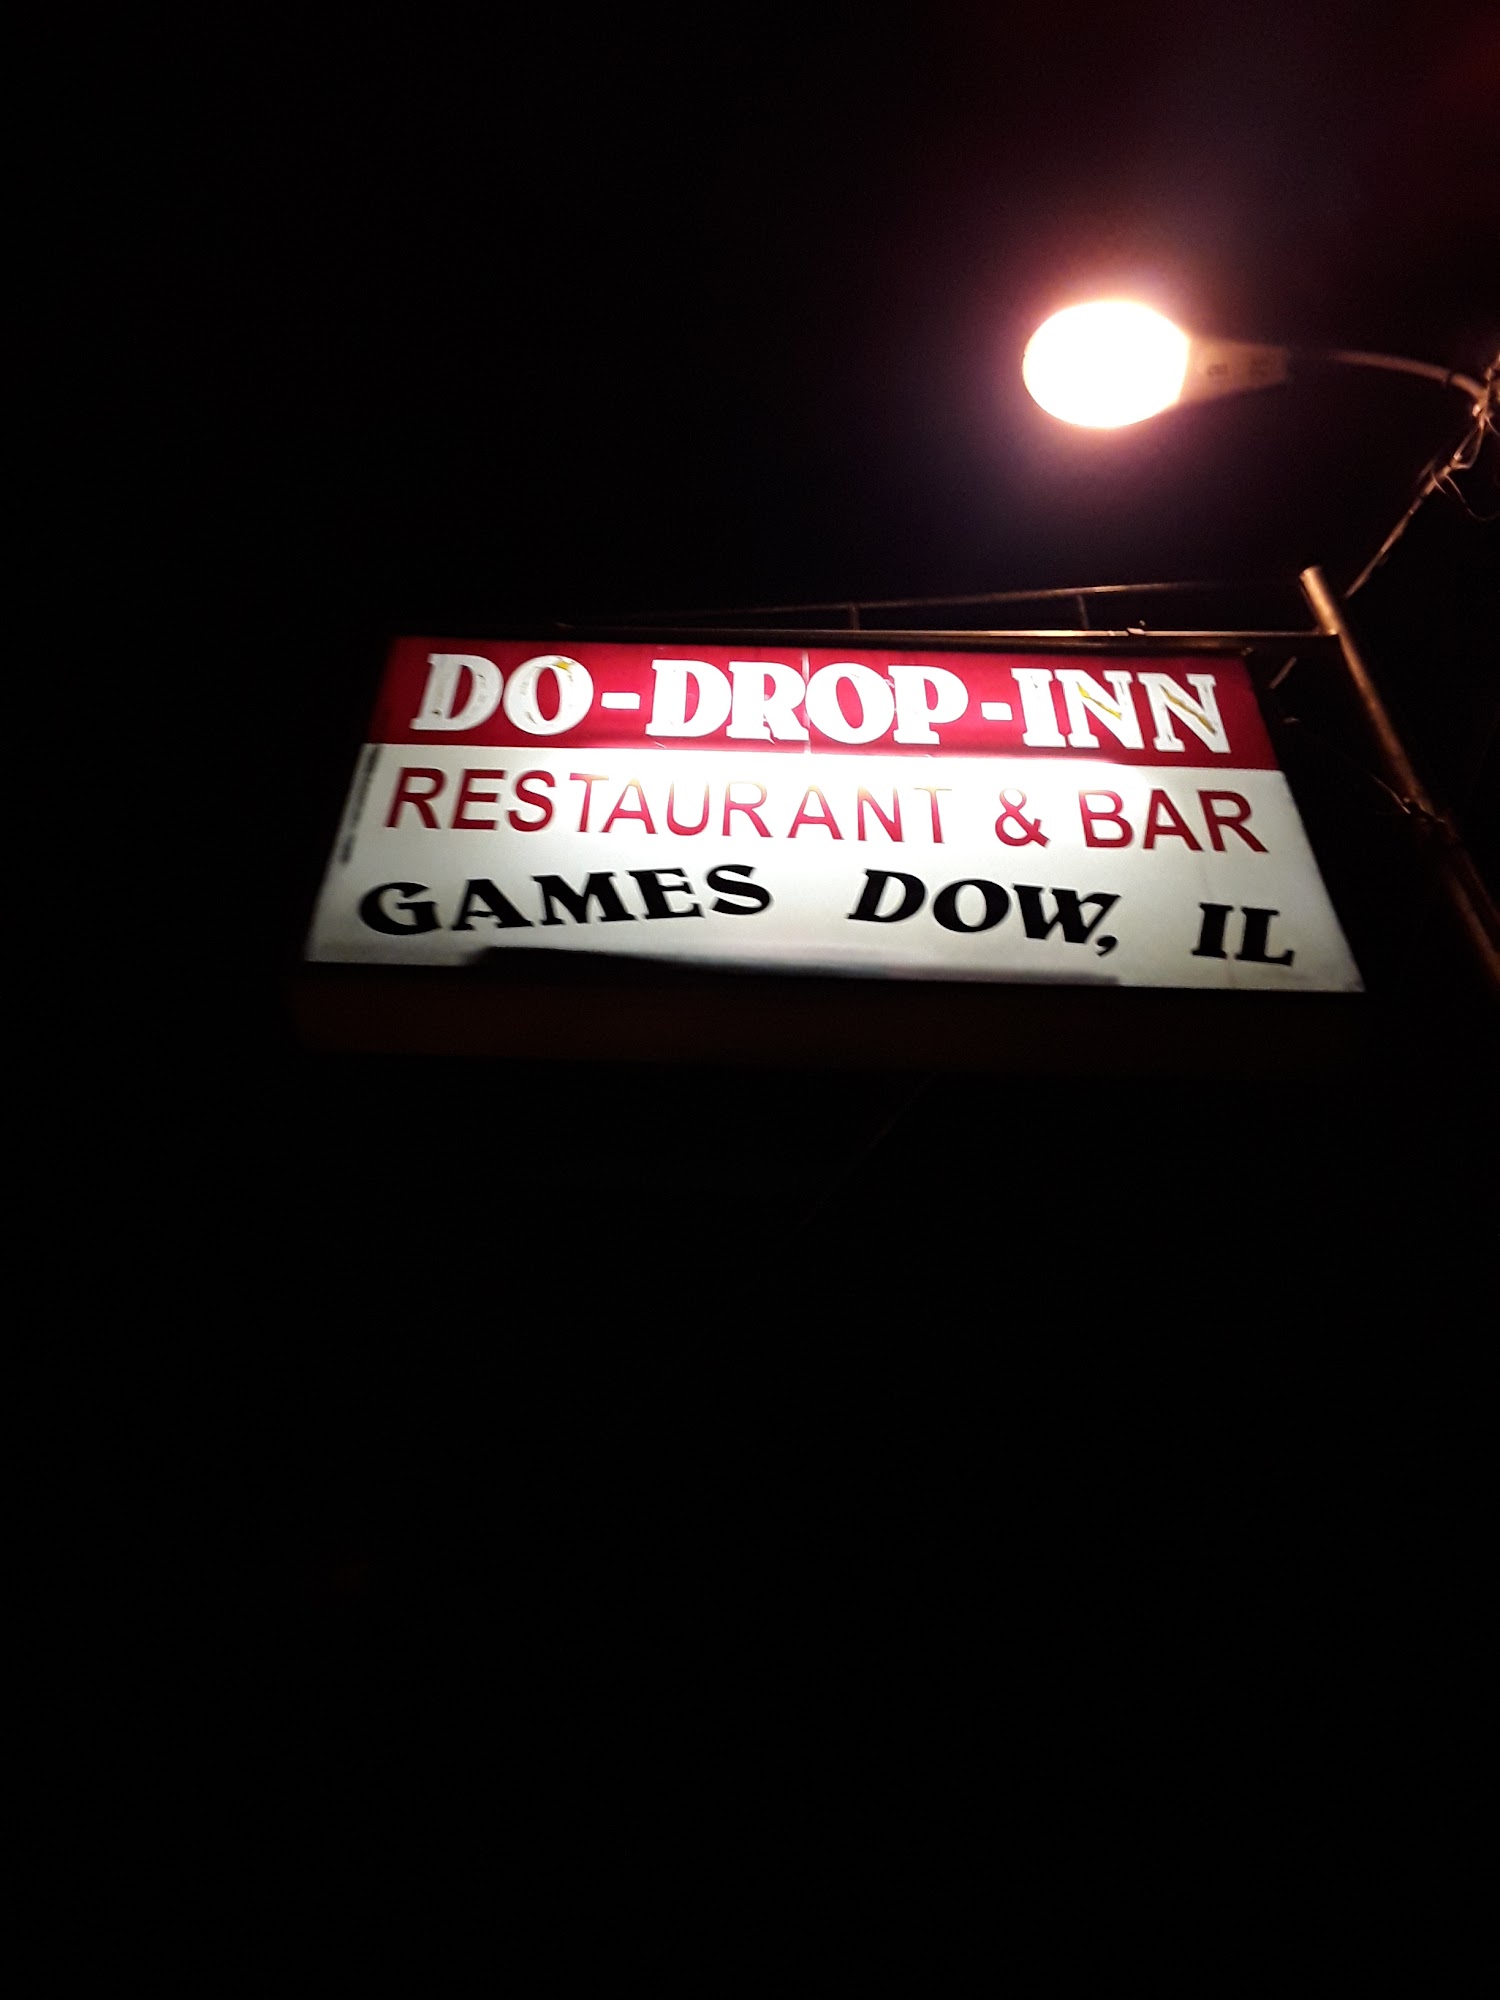 DO-DROP-INN
RESTAURANT & BAR
GAMES DOW, IL